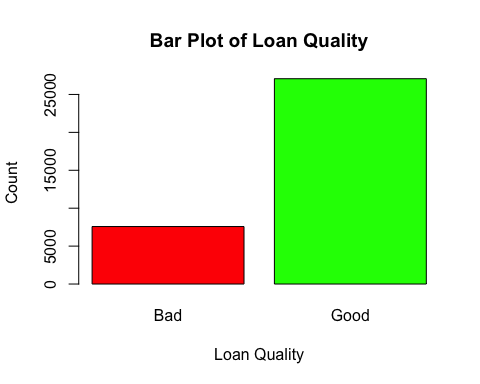 Bar Plot of Loan Quality
Count
25000
15000
5000
0
Bad Good
Loan Quality